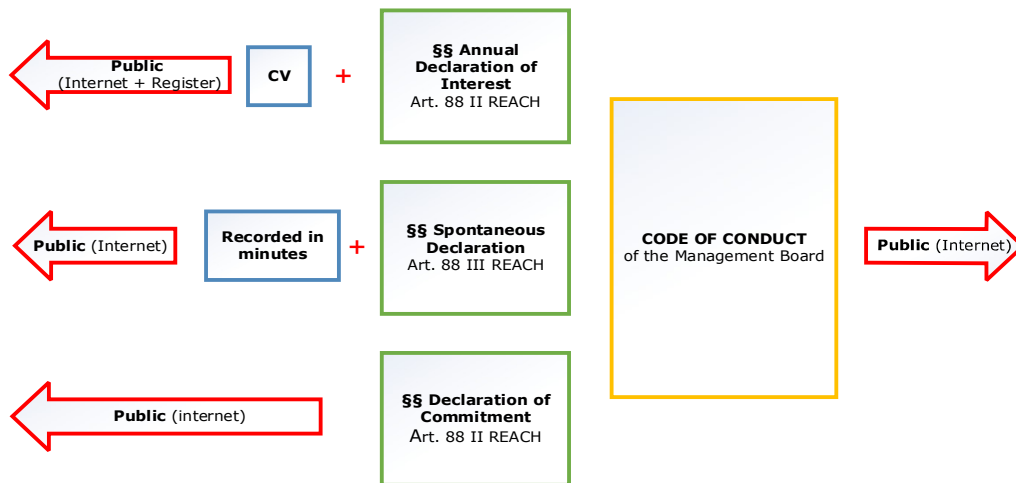 Public
(Internet + Register)
CV
+
§§ Annual
Declaration of
Interest
Art. 88 II REACH
Public (Internet)
Recorded in
minutes
+
§§ Spontaneous
Declaration
Art. 88 III REACH
CODE OF CONDUCT
of the Management Board
Public (Internet)
Public (internet)
§§ Declaration of
Commitment
Art. 88 II REACH